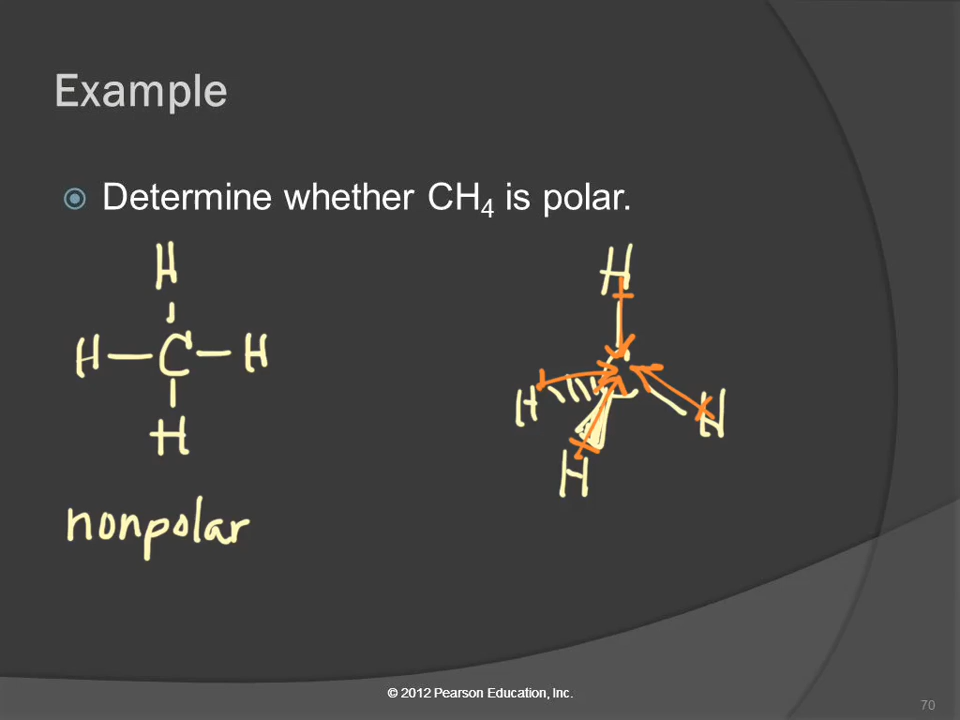 Example
Determine whether CH₄ is polar.
H
H
H—C—H
H
H
H
H
nonpolar
© 2012 Pearson Education, Inc.
70